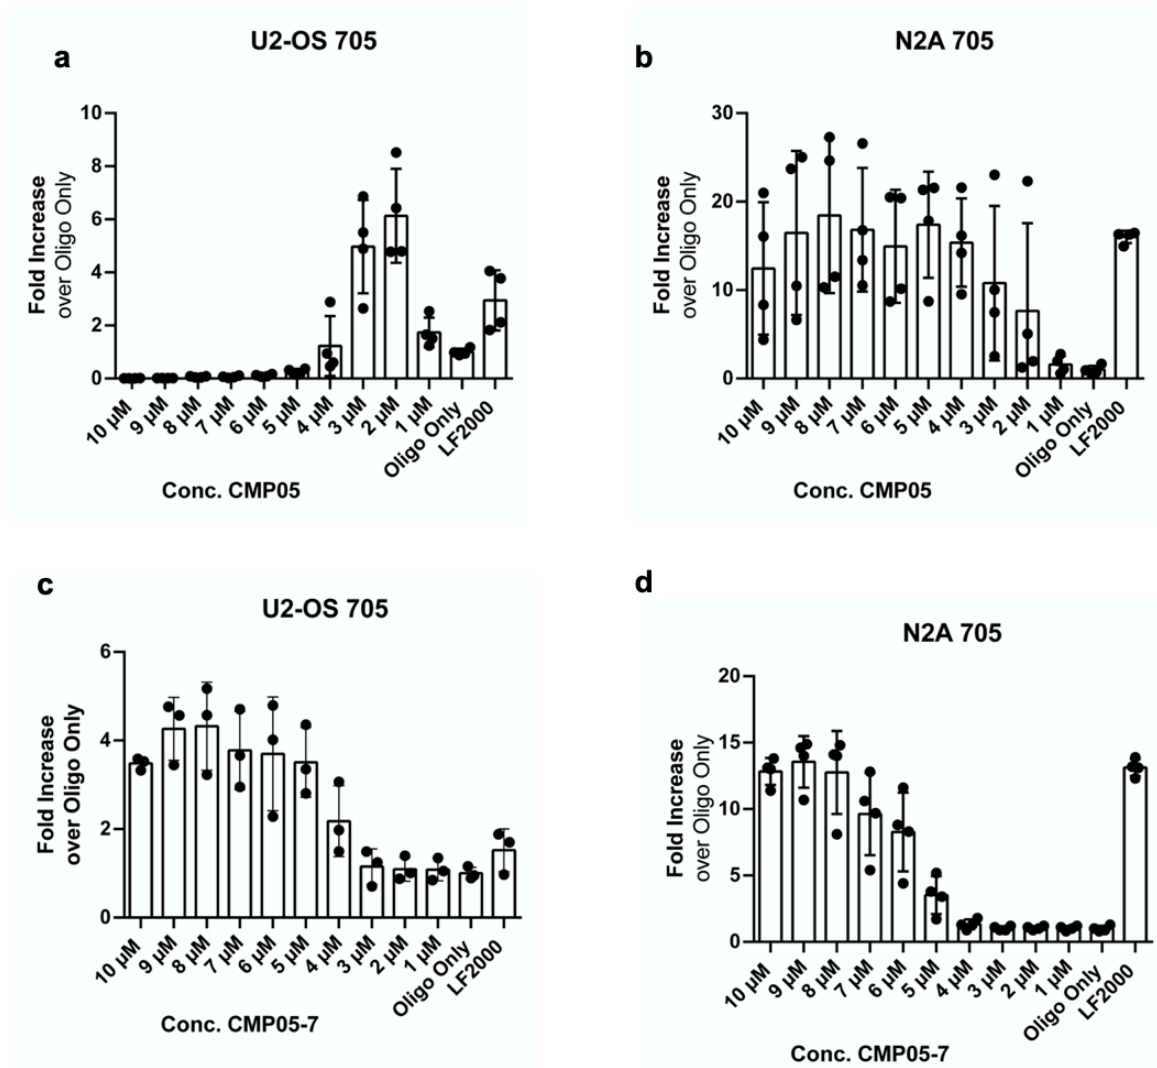 a
U2-OS 705
Fold Increase
over Oligo Only
10
8
6
4
2
0
10 µM
9 µM
8 µM
7 µM
6 µM
5 µM
4 µM
3 µM
2 µM
1 µM
Oligo Only
LF2000
Conc. CMP05
b
N2A 705
Fold Increase
over Oligo Only
30
20
10
0
10 µM
9 µM
8 µM
7 µM
6 µM
5 µM
4 µM
3 µM
2 µM
1 µM
Oligo Only
LF2000
Conc. CMP05
c
U2-OS 705
Fold Increase
over Oligo Only
6
4
2
0
10 µM
9 µM
8 µM
7 µM
6 µM
5 µM
4 µM
3 µM
2 µM
1 µM
Oligo Only
LF2000
Conc. CMP05-7
d
N2A 705
Fold Increase
over Oligo Only
20
15
10
5
0
10 µM
9 µM
8 µM
7 µM
6 µM
5 µM
4 µM
3 µM
2 µM
1 µM
Oligo Only
LF2000
Conc. CMP05-7